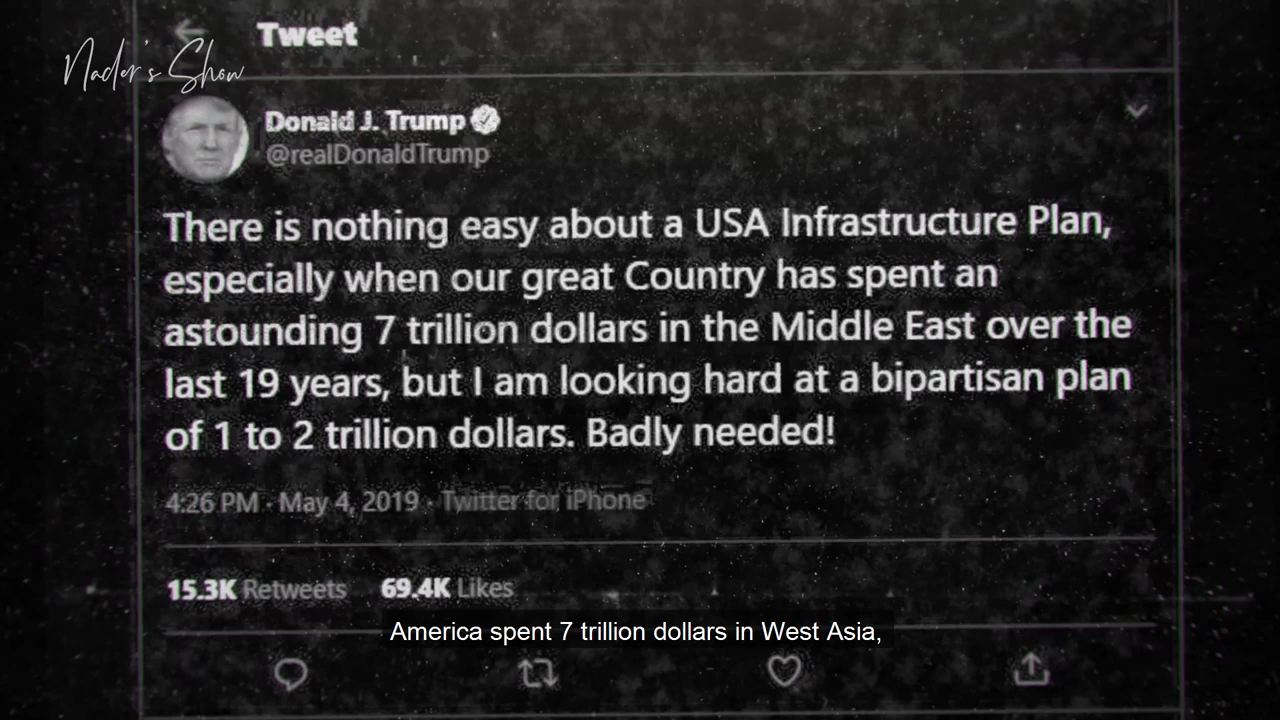 Tweet
Nader's Show
Donald J. Trump
@realDonaldTrump
There is nothing easy about a USA Infrastructure Plan,
especially when our great Country has spent an
astounding 7 trillion dollars in the Middle East over the
last 19 years, but I am looking hard at a bipartisan plan
of 1 to 2 trillion dollars. Badly needed!
4:26 PM · May 4, 2019 · Twitter for iPhone
15.3K Retweets 69.4K Likes
America spent 7 trillion dollars in West Asia,